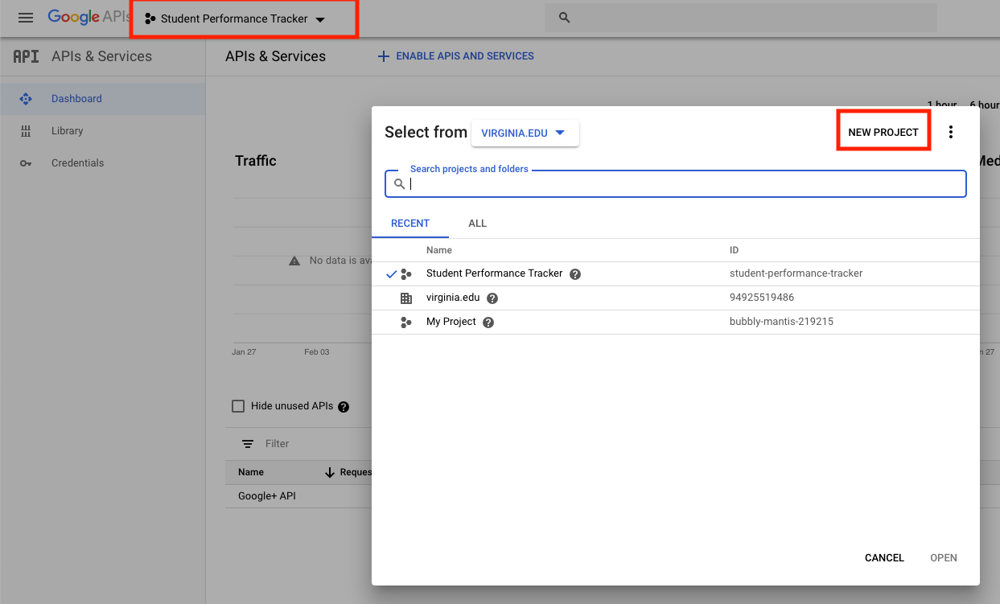 Google APIs
Student Performance Tracker
API APIs & Services
APIs & Services
ENABLE APIS AND SERVICES
Dashboard
Library
Credentials
1 hour 6 hour
Traffic
Med
No data is ava
Jan 27 Feb 03
n 27
Hide unused APIs
Filter
Name Reques
Google+ API
Select from VIRGINIA.EDU
NEW PROJECT
Search projects and folders
RECENT ALL
Name ID
Student Performance Tracker student-performance-tracker
virginia.edu 94925519486
My Project bubbly-mantis-219215
CANCEL OPEN